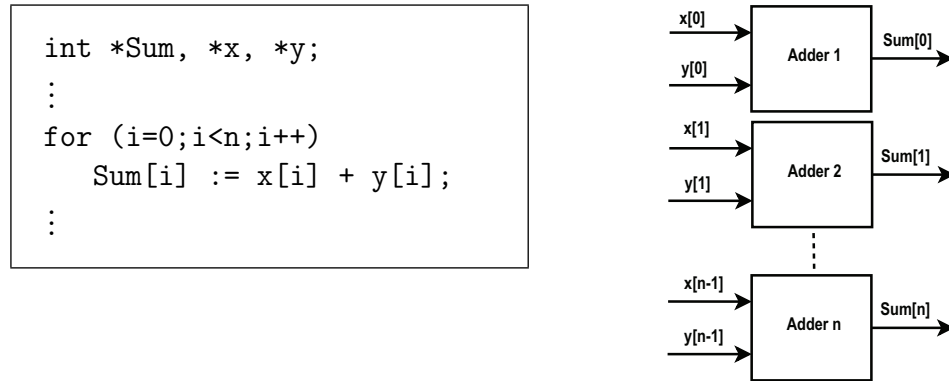 int *Sum, *x, *y;
⋮
for (i=0;i<n;i++)
Sum[i] := x[i] + y[i];
⋮
x[0]
y[0]
Adder 1
Sum[0]
x[1]
y[1]
Adder 2
Sum[1]
x[n-1]
y[n-1]
Adder n
Sum[n]